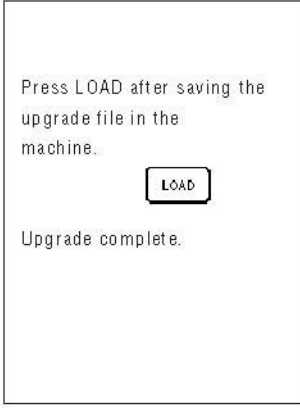 Press LOAD after saving the
upgrade file in the
machine.
LOAD
Upgrade complete.